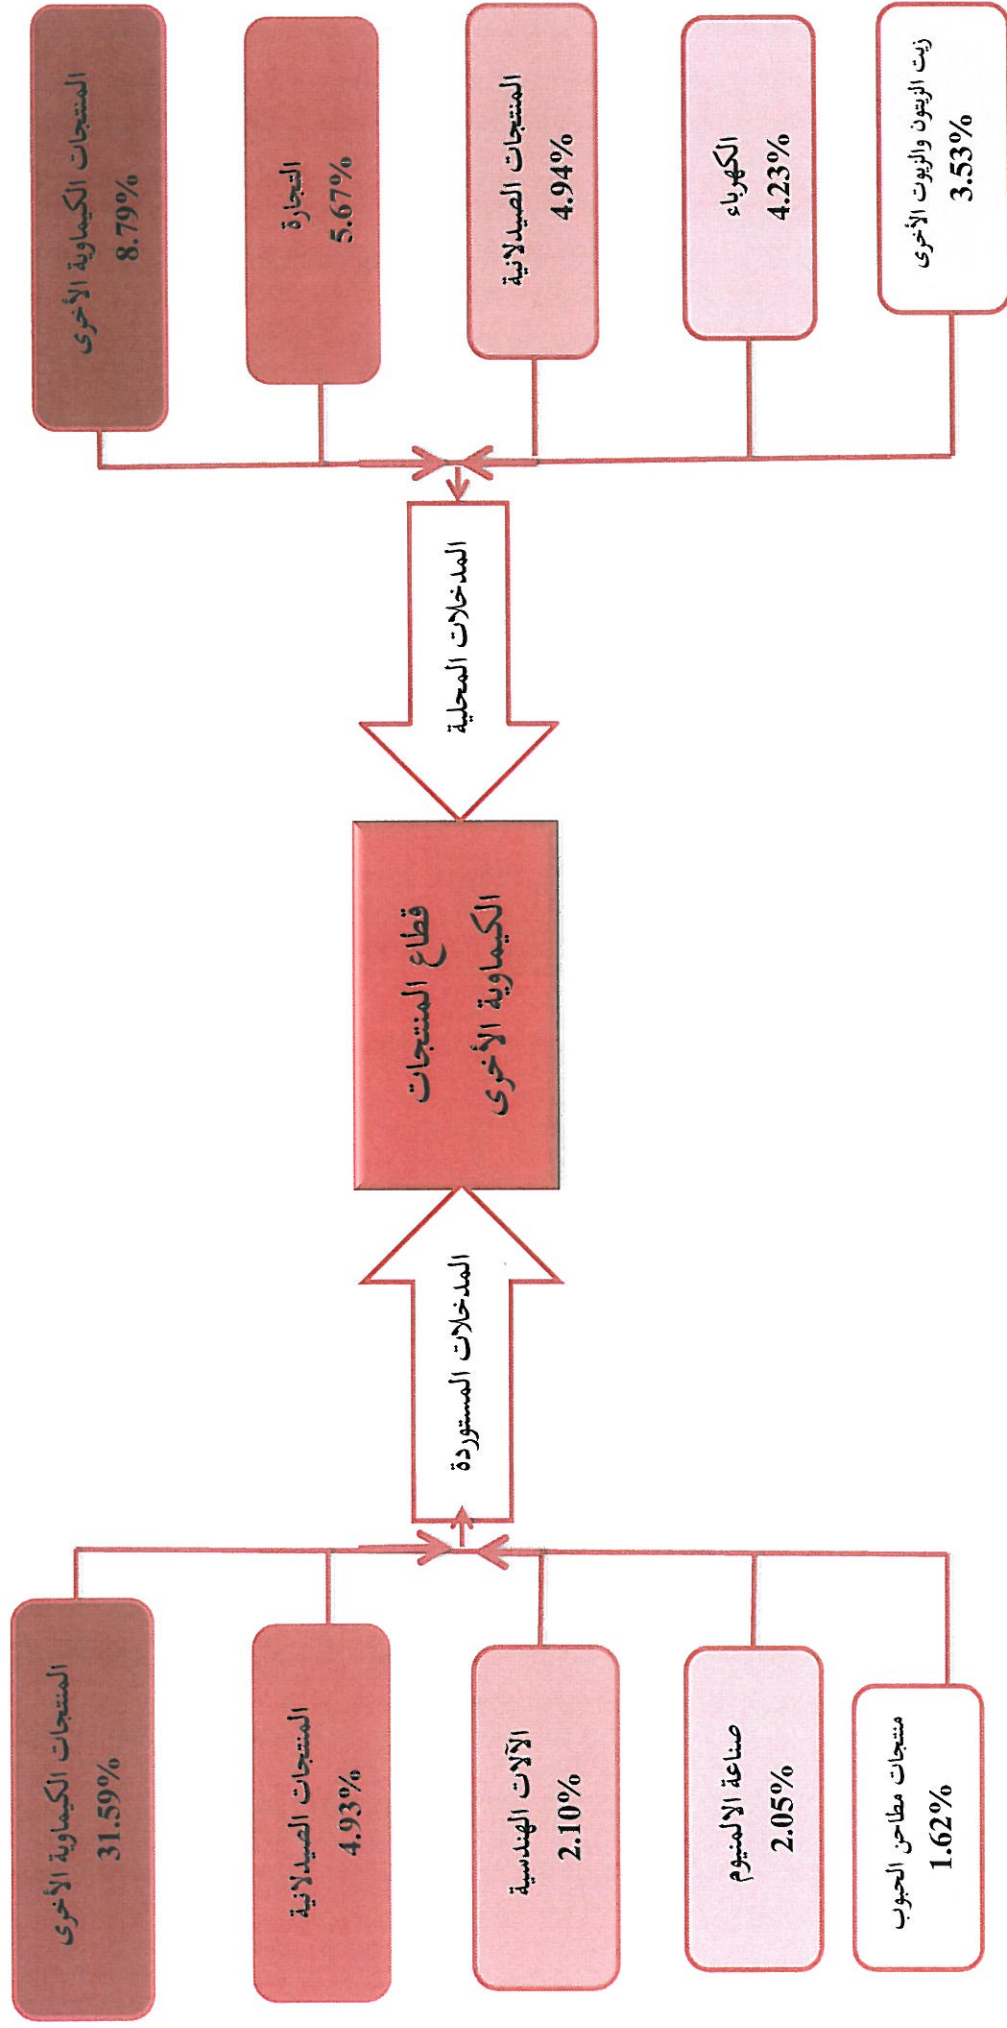 المنتجات الكيماوية الأخرى
8.79%
التجارة
5.67%
المنتجات الصيدلانية
4.94%
الكهرباء
4.23%
زيت الزيتون والزيوت الأخرى
3.53%
المدخلات المحلية
قطاع المنتجات
الكيماوية الأخرى
المدخلات المستوردة
المنتجات الكيماوية الأخرى
31.59%
المنتجات الصيدلانية
4.93%
الآلات الهندسية
2.10%
صناعة الالمنيوم
2.05%
منتجات مطاحن الحبوب
1.62%